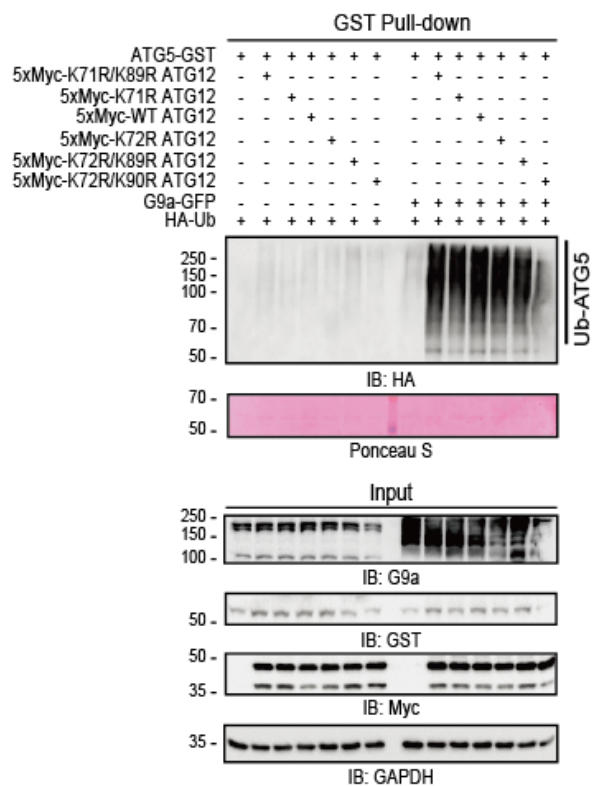 GST Pull-down
ATG5-GST + + + + + + + + + + + + + +
5xMyc-K71R/K89R ATG12 - + - - - - - - + - - - - -
5xMyc-K71R ATG12 - - + - - - - - - + - - - -
5xMyc-WT ATG12 - - - + - - - - - - + - - -
5xMyc-K72R ATG12 - - - - + - - - - - - + - -
5xMyc-K72R/K89R ATG12 - - - - - + - - - - - - + -
5xMyc-K72R/K90R ATG12 - - - - - - + - - - - - - +
G9a-GFP - - - - - - - + + + + + + +
HA-Ub + + + + + + + + + + + + + +
250 -
150 -
100 -
70 -
50 -
Ub-ATG5
IB: HA
70 -
50 -
Ponceau S
Input
250 -
150 -
100 -
IB: G9a
50 -
IB: GST
50 -
35 -
IB: Myc
35 -
IB: GAPDH